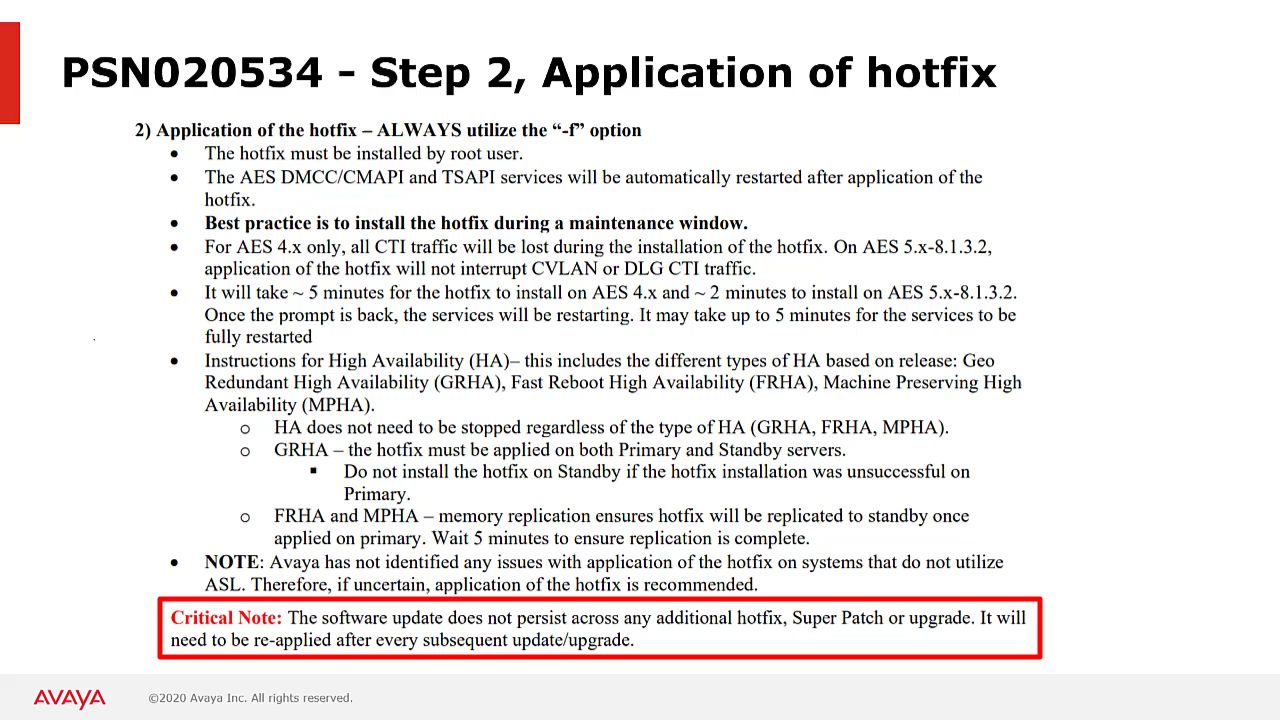 PSN020534 - Step 2, Application of hotfix
2) Application of the hotfix – ALWAYS utilize the “-f” option
• The hotfix must be installed by root user.
• The AES DMCC/CMAPI and TSAPI services will be automatically restarted after application of the
hotfix.
• Best practice is to install the hotfix during a maintenance window.
• For AES 4.x only, all CTI traffic will be lost during the installation of the hotfix. On AES 5.x-8.1.3.2,
application of the hotfix will not interrupt CVLAN or DLG CTI traffic.
• It will take ~ 5 minutes for the hotfix to install on AES 4.x and ~ 2 minutes to install on AES 5.x-8.1.3.2.
Once the prompt is back, the services will be restarting. It may take up to 5 minutes for the services to be
fully restarted
• Instructions for High Availability (HA)– this includes the different types of HA based on release: Geo
Redundant High Availability (GRHA), Fast Reboot High Availability (FRHA), Machine Preserving High
Availability (MPHA).
o HA does not need to be stopped regardless of the type of HA (GRHA, FRHA, MPHA).
o GRHA – the hotfix must be applied on both Primary and Standby servers.
▪ Do not install the hotfix on Standby if the hotfix installation was unsuccessful on
Primary.
o FRHA and MPHA – memory replication ensures hotfix will be replicated to standby once
applied on primary. Wait 5 minutes to ensure replication is complete.
• NOTE: Avaya has not identified any issues with application of the hotfix on systems that do not utilize
ASL. Therefore, if uncertain, application of the hotfix is recommended.
Critical Note: The software update does not persist across any additional hotfix, Super Patch or upgrade. It will
need to be re-applied after every subsequent update/upgrade.
AVAYA ©2020 Avaya Inc. All rights reserved.